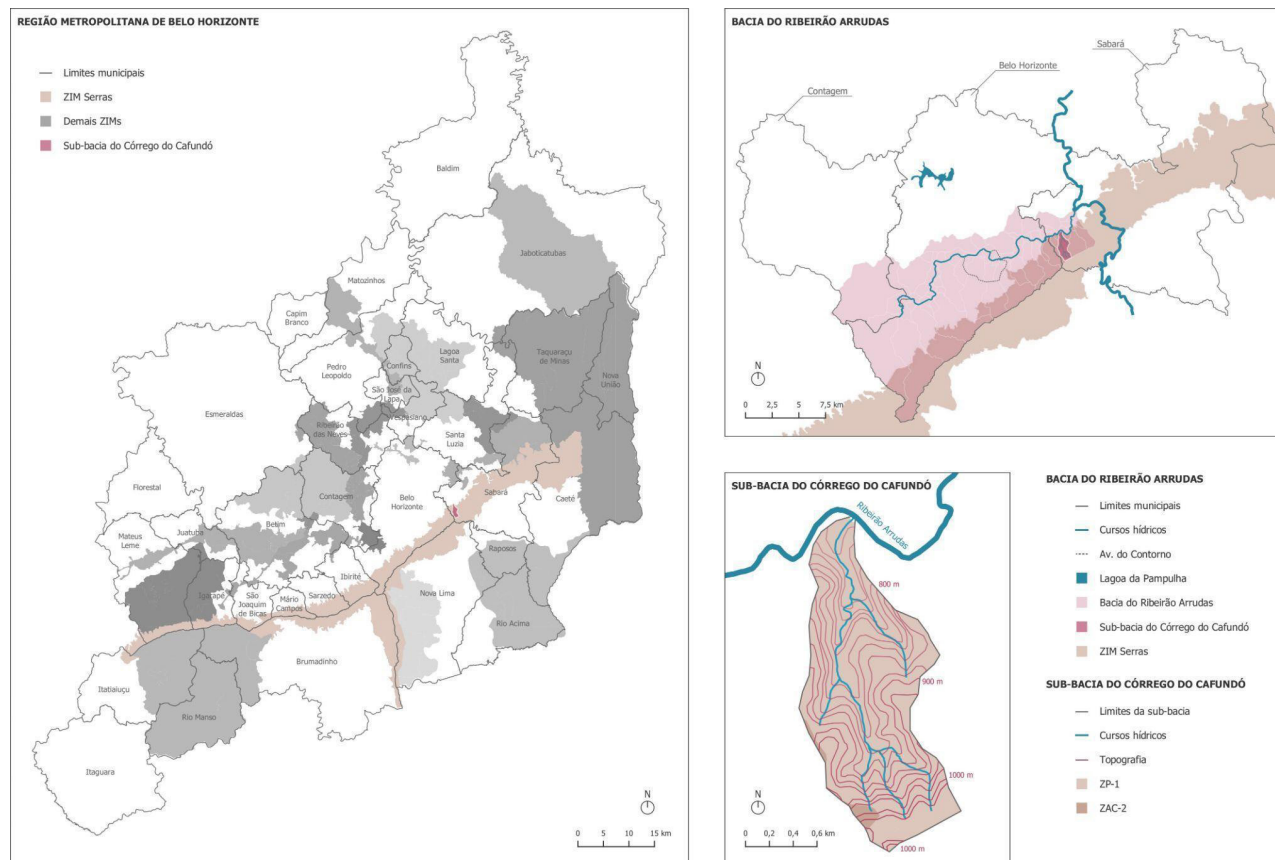 REGIÃO METROPOLITANA DE BELO HORIZONTE
Limites municipais
ZIM Serras
Demais ZIMs
Sub-bacia do Córrego do Cafundó
Baldim
Jaboticatubas
Matozinhos
Capim
Branco
Pedro
Leopoldo
Confins
Lagoa
Santa
Taquaraçu
de Minas
Nova
União
São José da
Lapa
Esmeraldas
Vespasiano
Ribeirão
das Neves
Santa
Luzia
Florestal
Contagem
Belo
Horizonte
Sabará
Caeté
Mateus
Leme
Juatuba
Betim
Raposos
Igarapé
São
Joaquim
de Bicas
Mário
Campos
Sarzedo
Ibirité
Nova Lima
Rio Acima
Brumadinho
Itatiaiuçu
Rio Manso
Itaguara
N
0 5 10 15 km
BACIA DO RIBEIRÃO ARRUDAS
Sabará
Belo Horizonte
Contagem
N
0 2,5 5 7,5 km
SUB-BACIA DO CÓRREGO DO CAFUNDÓ
Ribeirão Arrudas
800 m
900 m
1000 m
1000 m
N
0 0,2 0,4 0,6 km
BACIA DO RIBEIRÃO ARRUDAS
Limites municipais
Cursos hídricos
Av. do Contorno
Lagoa da Pampulha
Bacia do Ribeirão Arrudas
Sub-bacia do Córrego do Cafundó
ZIM Serras
SUB-BACIA DO CÓRREGO DO CAFUNDÓ
Limites da sub-bacia
Cursos hídricos
Topografia
ZP-1
ZAC-2